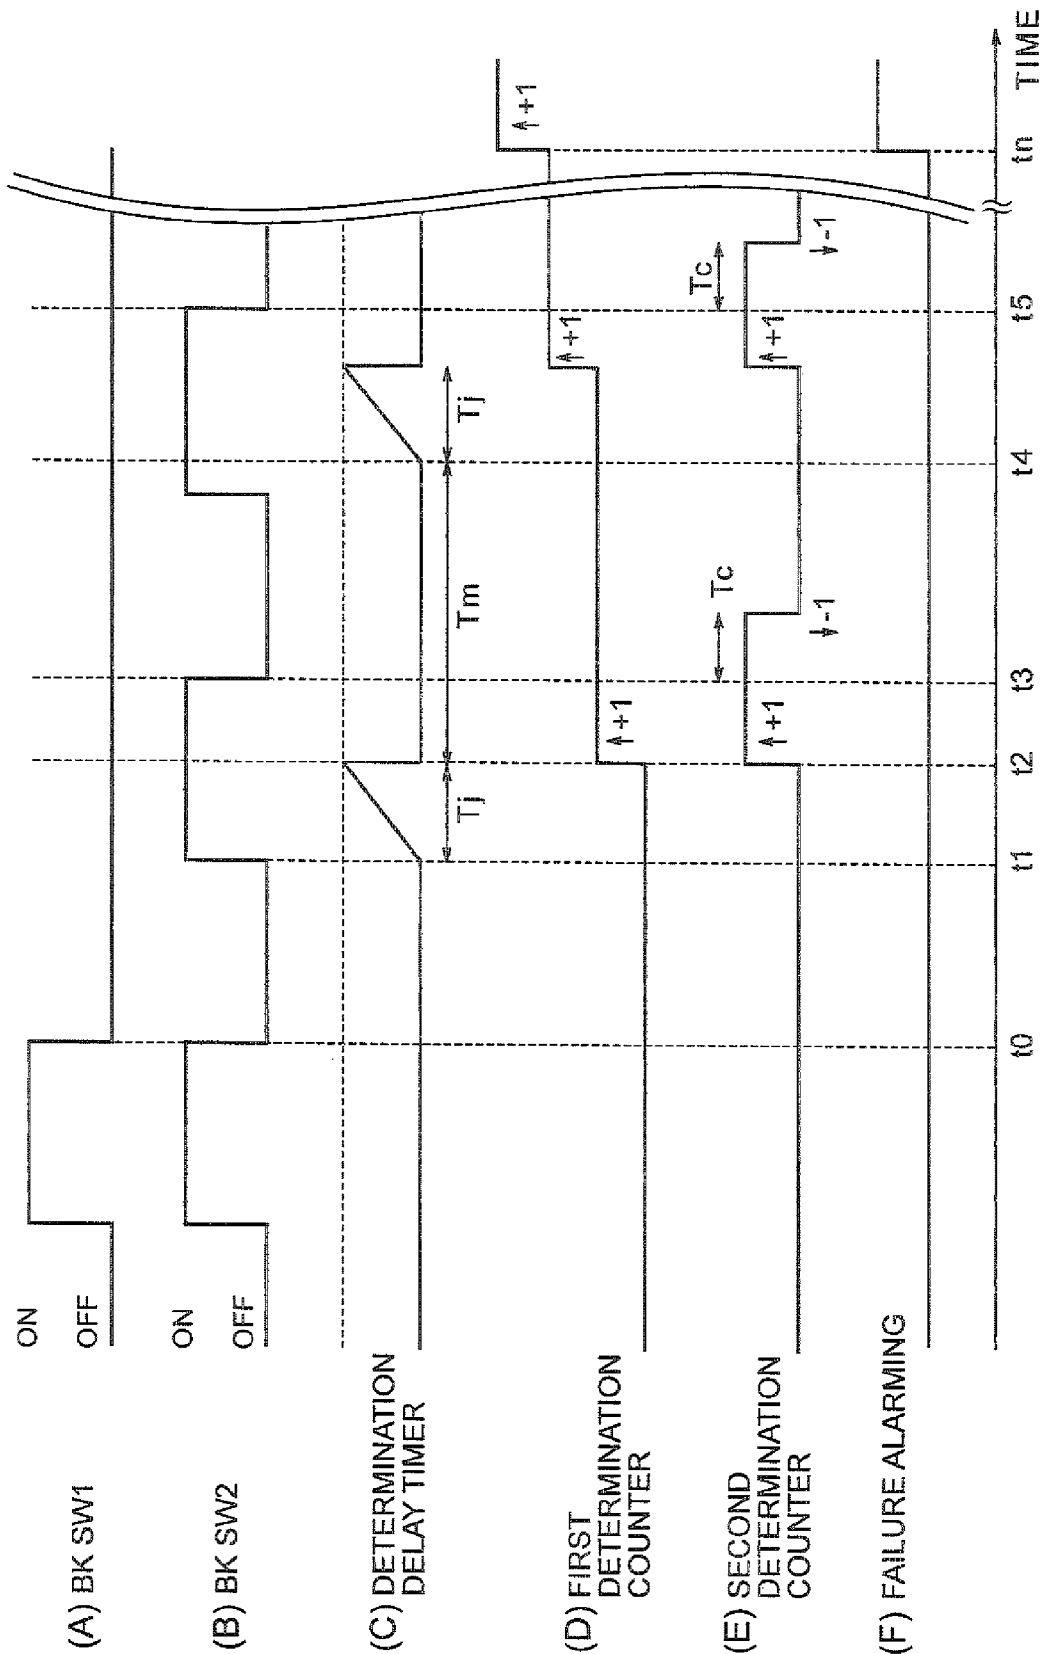 (A) BK SW1
ON
OFF
(B) BK SW2
ON
OFF
(C) DETERMINATION
DELAY TIMER
Tj
Tm
Tj
(D) FIRST
DETERMINATION
COUNTER
+1
+1
+1
(E) SECOND
DETERMINATION
COUNTER
+1
Tc
-1
+1
Tc
-1
(F) FAILURE ALARMING
t0
t1
t2
t3
t4
t5
tn
TIME